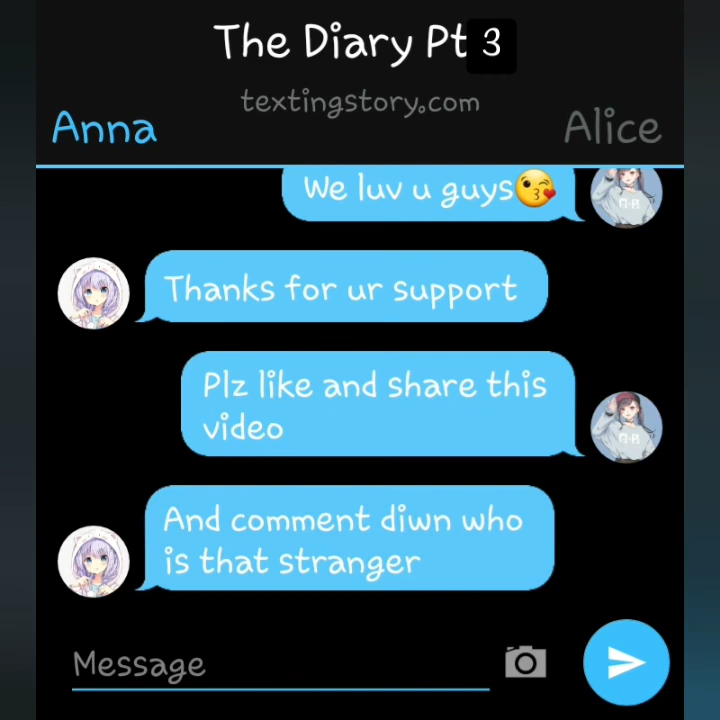 The Diary Pt 3
textingstory.com
Anna
Alice
We luv u guys😘
Thanks for ur support
Plz like and share this
video
And comment diwn who
is that stranger
Message